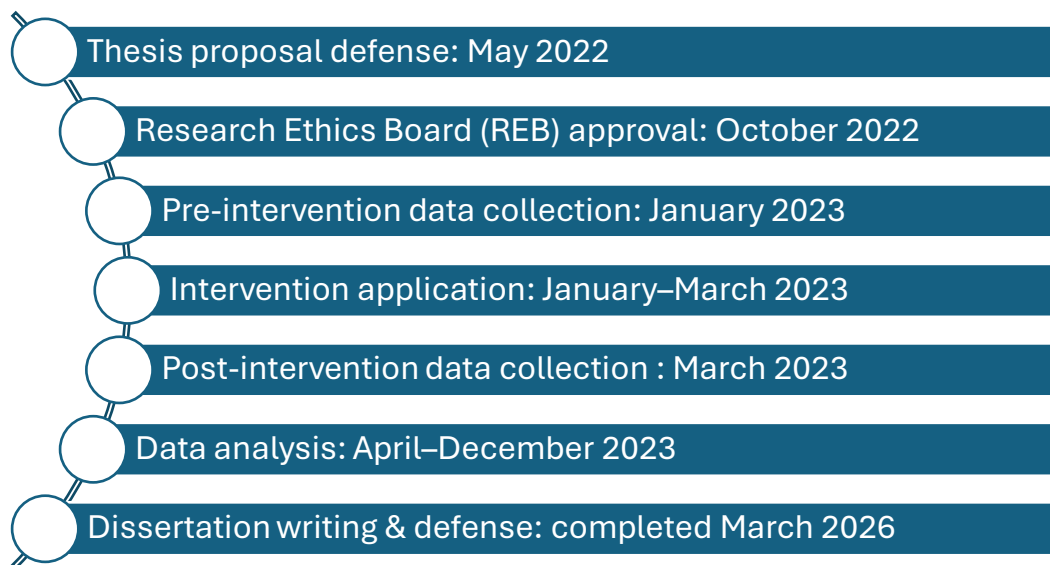 Thesis proposal defense: May 2022
Research Ethics Board (REB) approval: October 2022
Pre-intervention data collection: January 2023
Intervention application: January–March 2023
Post-intervention data collection : March 2023
Data analysis: April–December 2023
Dissertation writing & defense: completed March 2026